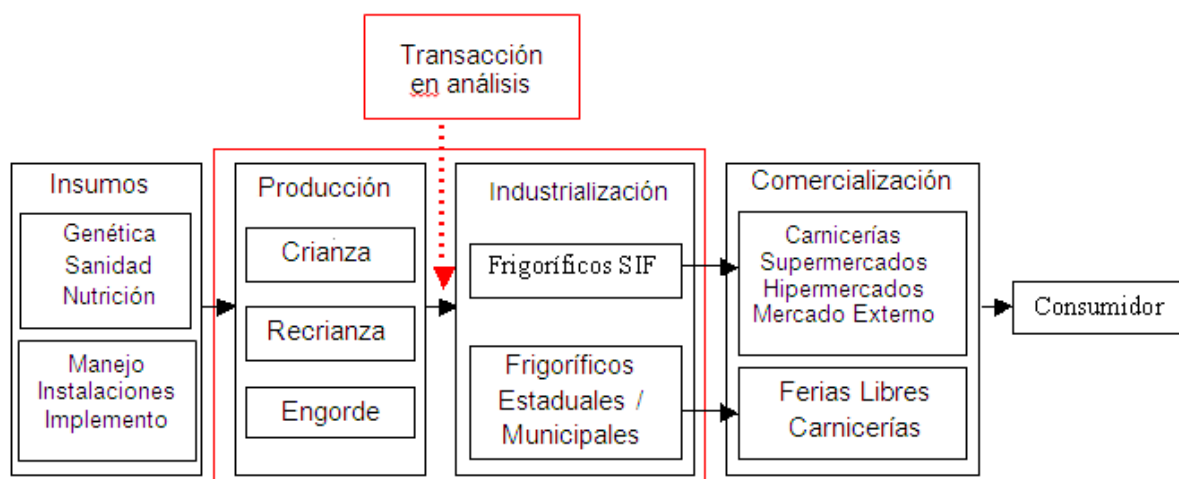 Transacción
en análisis
Insumos
Genética
Sanidad
Nutrición
Manejo
Instalaciones
Implemento
Producción
Crianza
Recrianza
Engorde
Industrialización
Frigoríficos SIF
Frigoríficos
Estaduales /
Municipales
Comercialización
Carnicerías
Supermercados
Hipermercados
Mercado Externo
Ferias Libres
Carnicerías
Consumidor